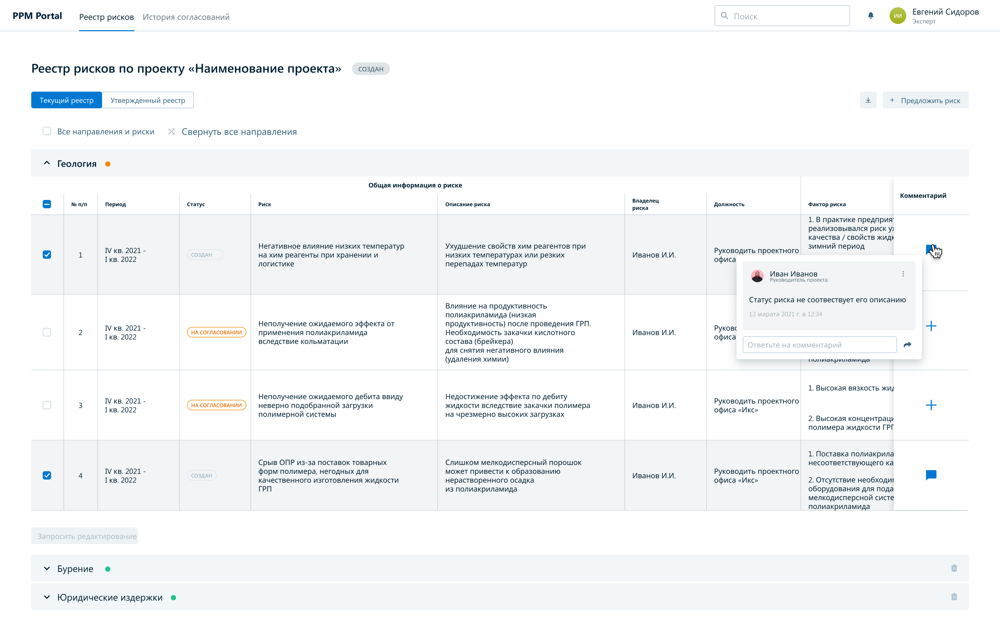 PPM Portal
Реестр рисков
История согласований
Поиск
ИИ
Евгений Сидоров
Эксперт
Реестр рисков по проекту «Наименование проекта»
СОЗДАН
Текущий реестр
Утвержденный реестр
+ Предложить риск
Все направления и риски
Свернуть все направления
Геология
Общая информация о риске
Комментарий
№ п/п
Период
Статус
Риск
Описание риска
Владелец
риска
Должность
Фактор риска
1
IV кв. 2021 -
I кв. 2022
СОЗДАН
Негативное влияние низких температур
на хим реагенты при хранении и
логистике
Ухудшение свойств хим реагентов при
низких температурах или резких
перепадах температур
Иванов И.И.
Руководить проектного
офиса
1. В практике предприят
реализовывался риск ух
качества / свойств жидк
зимний период
Иван Иванов
Руководитель проекта
Статус риска не соотвествует его описанию
12 марата 2021 г. в 12:34
Ответьте на комментарий
2
IV кв. 2021 -
I кв. 2022
НА СОГЛАСОВАНИИ
Неполучение ожидаемого эффекта от
применения полиакриламида
вследствие кольматации
Влияние на продуктивность
полиакриламида (низкая
продуктивность) после проведения ГРП.
Необходимость закачки кислотного
состава (брейкера)
для снятия негативного влияния
(удаления химии)
Иванов И.И.
Руково
офиса
полиакриламида
3
IV кв. 2021 -
I кв. 2022
НА СОГЛАСОВАНИИ
Неполучение ожидаемого дебита ввиду
неверно подобранной загрузки
полимерной системы
Недостижение эффекта по дебиту
жидкости вследствие закачки полимера
на чрезмерно высоких загрузках
Иванов И.И.
Руководить проектного
офиса «Икс»
1. Высокая вязкость жид
2. Высокая концентраци
полимера жидкости ГРП
4
IV кв. 2021 -
I кв. 2022
СОЗДАН
Срыв ОПР из-за поставок товарных
форм полимера, негодных для
качественного изготовления жидкости
ГРП
Слишком мелкодисперсный порошок
может привести к образованию
нерастворенного осадка
из полиакриламида
Иванов И.И.
Руководить проектного
офиса «Икс»
1. Поставка полиакрила
несоответствующего ка
2. Отсутствие необходим
оборудования для пода
мелкодисперсной систе
полиакриламида
Запросить редактирование
Бурение
Юридические издержки